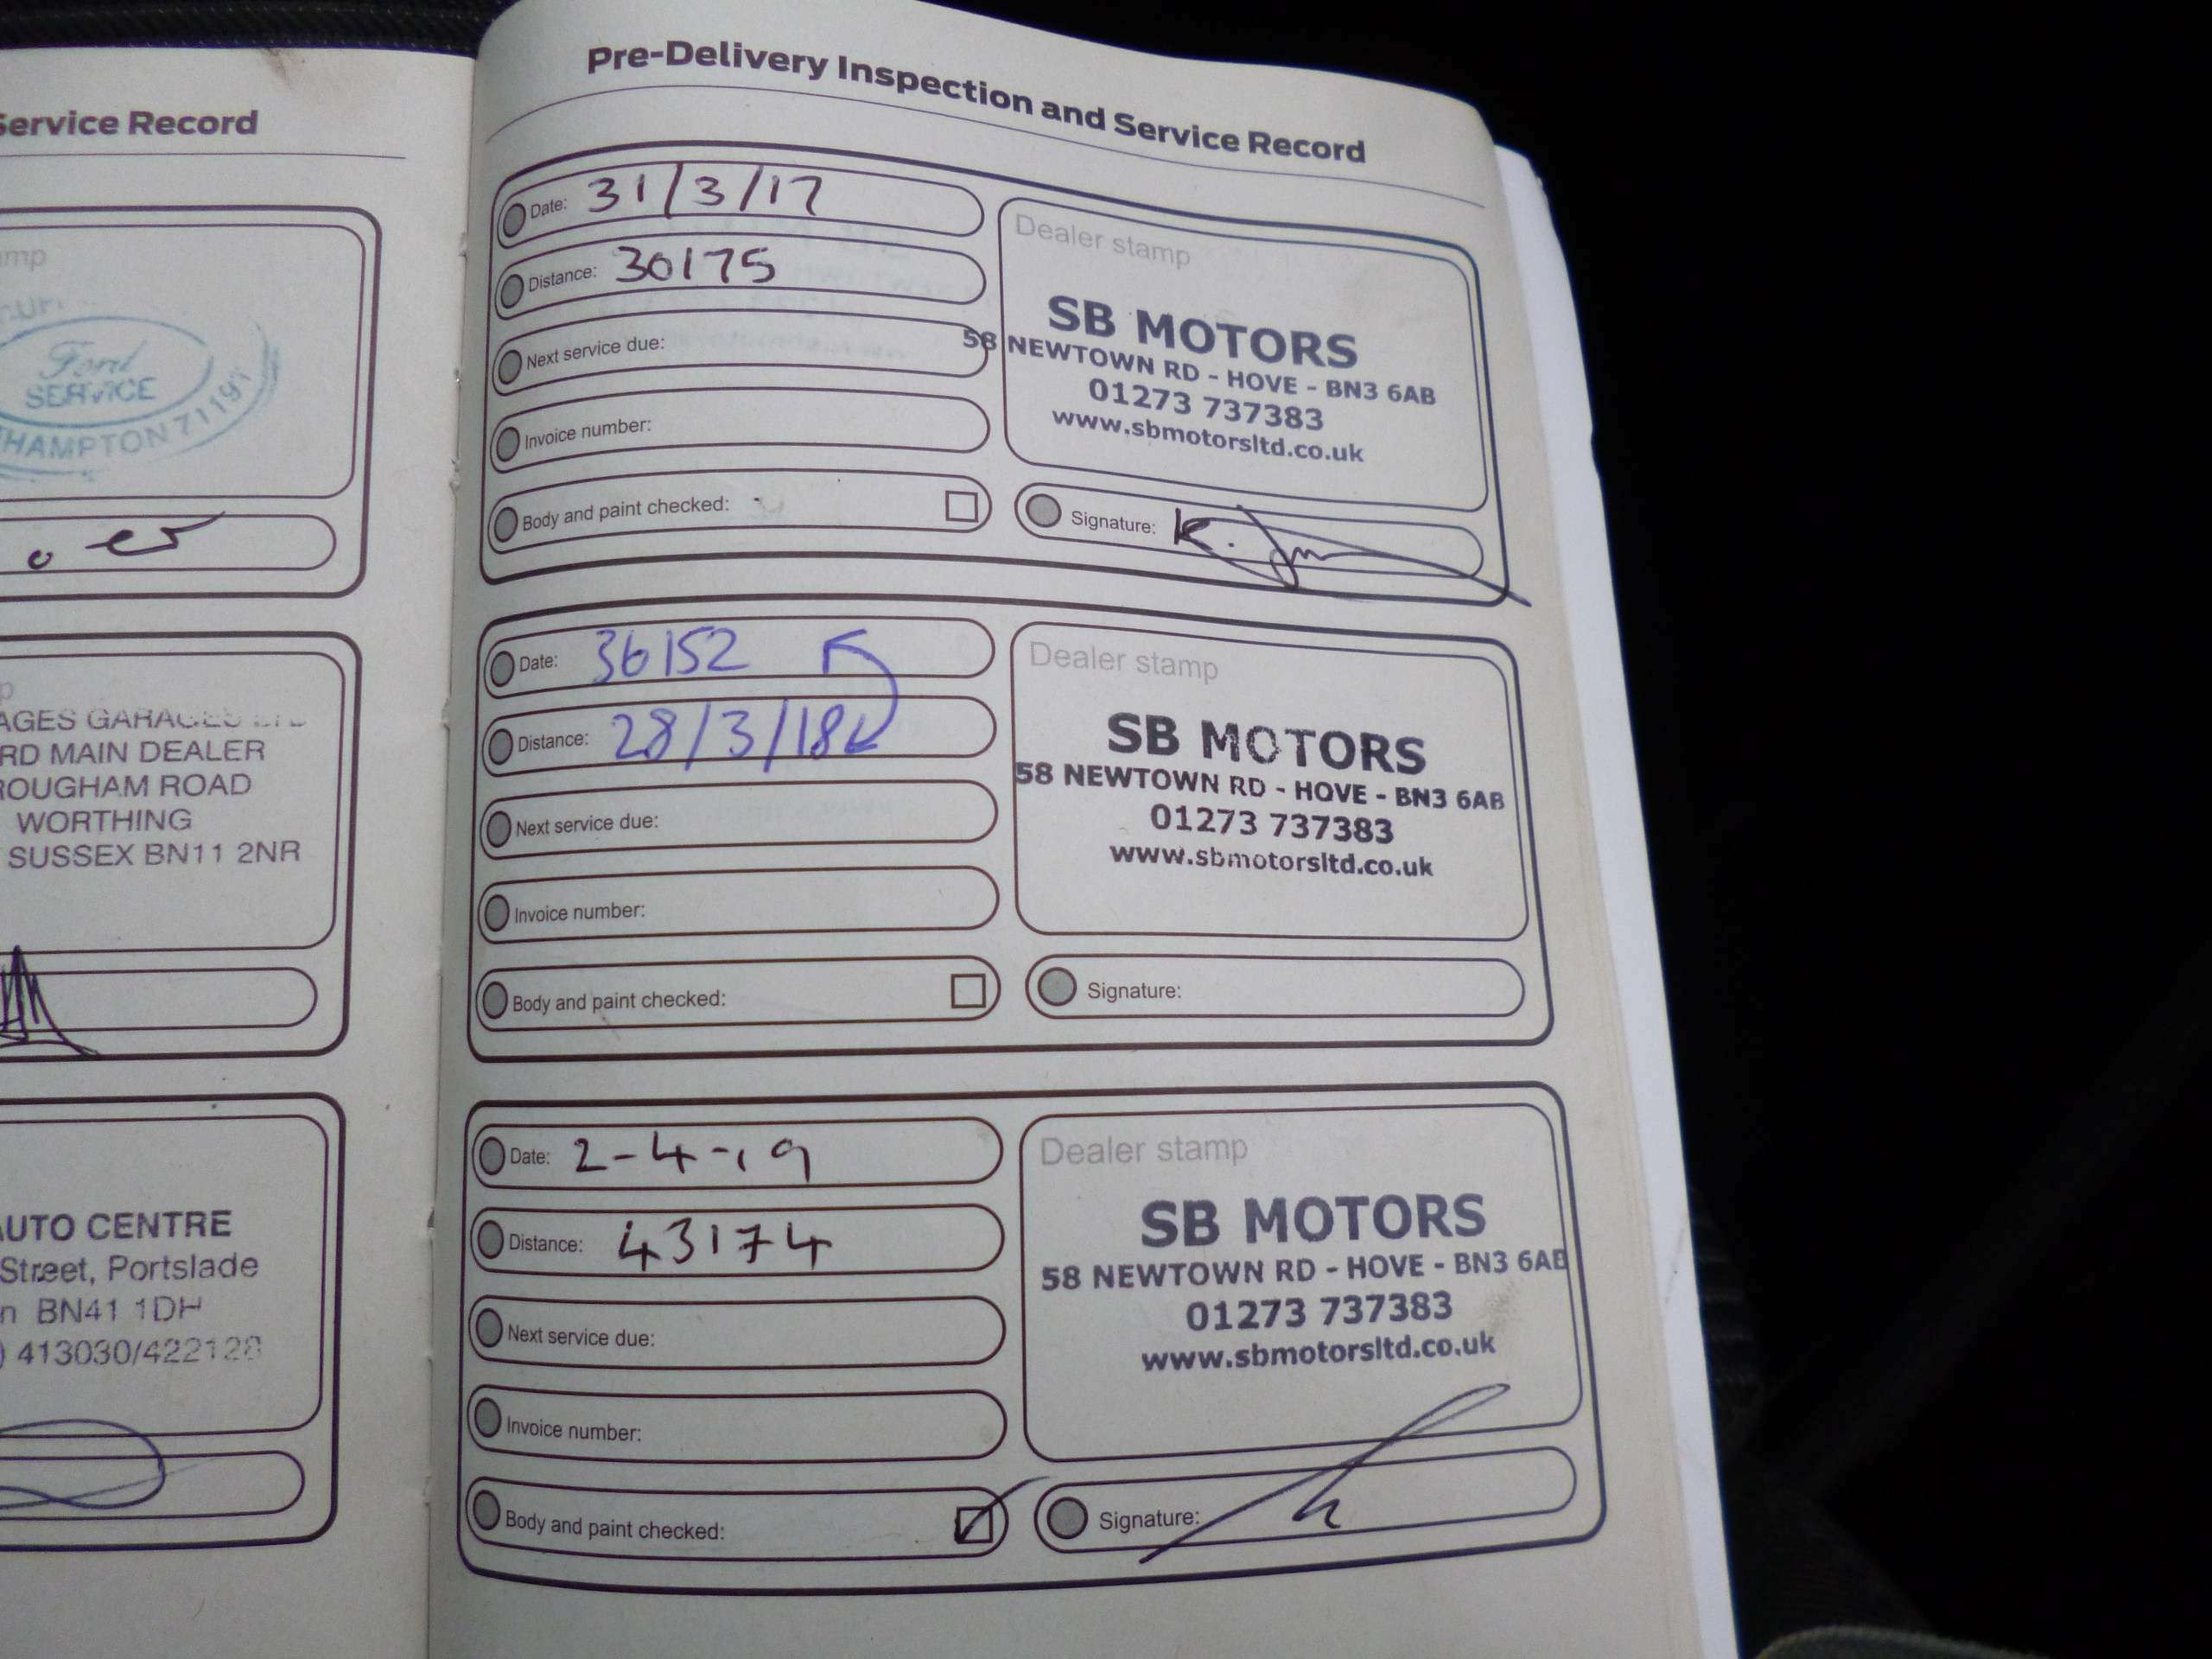 Service Record
Ford
SERVICE
HAMPTON 71197
GARAGES
RD MAIN DEALER
ROUGHAM ROAD
WORTHING
SUSSEX BN11 2NR
AUTO CENTRE
Street, Portslade
n BN41 1DH
) 413030/422128
Pre-Delivery Inspection and Service Record
Date: 31/3/17
Distance: 30175
Next service due:
Invoice number:
Body and paint checked:
Dealer stamp
SB MOTORS
58 NEWTOWN RD - HOVE - BN3 6AB
01273 737383
www.sbmotorsltd.co.uk
Signature: K.
Date: 36152
Distance: 28/3/18
Next service due:
Invoice number:
Body and paint checked:
Dealer stamp
SB MOTORS
58 NEWTOWN RD - HOVE - BN3 6AB
01273 737383
www.sbmotorsltd.co.uk
Signature:
Date: 2-4-19
Distance: 43174
Next service due:
Invoice number:
Body and paint checked:
Dealer stamp
SB MOTORS
58 NEWTOWN RD - HOVE - BN3 6AB
01273 737383
www.sbmotorsltd.co.uk
Signature: